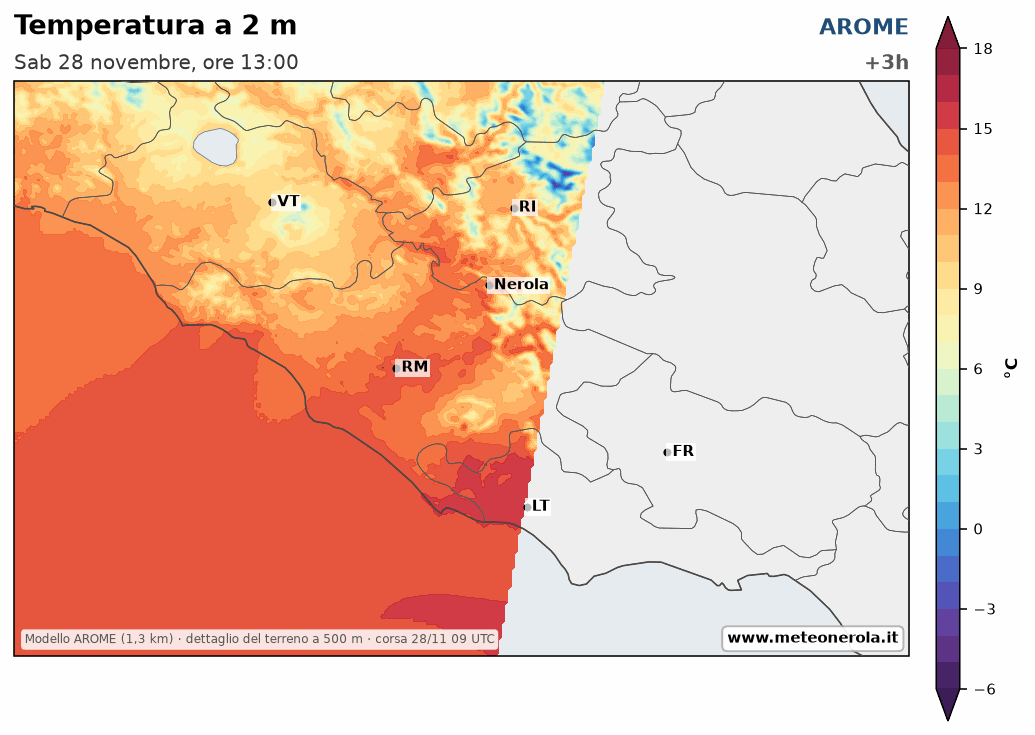 Temperatura a 2 m
AROME
Sab 28 novembre, ore 13:00
+3h
VT
RI
Nerola
RM
FR
LT
Modello AROME (1,3 km) · dettaglio del terreno a 500 m · corsa 28/11 09 UTC
www.meteonerola.it
18
15
12
9
6
3
0
−3
−6
°C